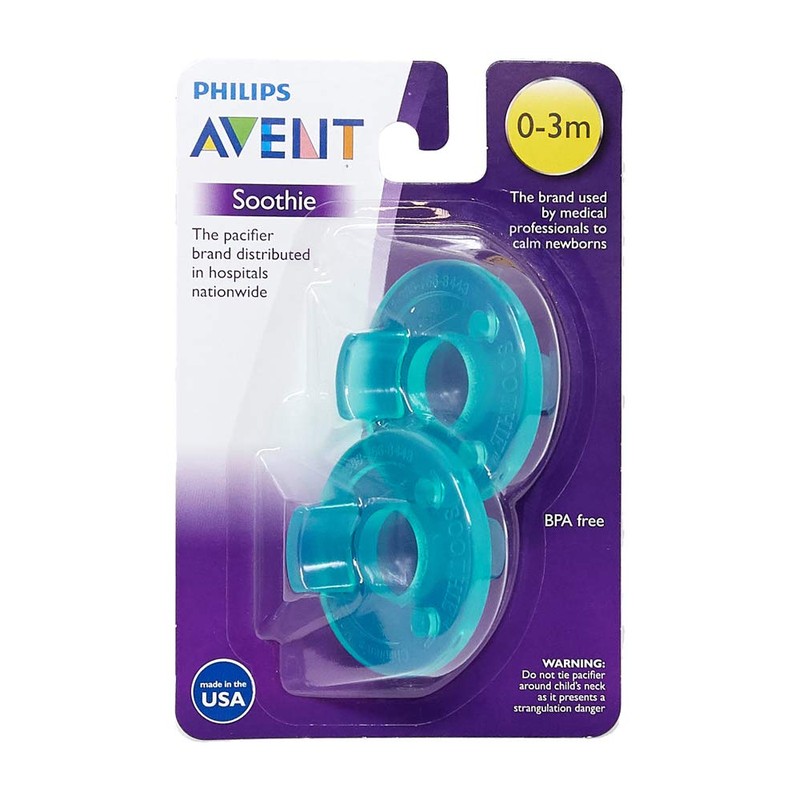 PHILIPS
AVENT
Soothie
The pacifier
brand distributed
in hospitals
nationwide
0-3m
The brand used
by medical
professionals to
calm newborns
SOOTHIE
SOOTHIE
BPA free
made in the
USA
WARNING:
Do not tie pacifier
around child's neck
as it presents a
strangulation danger